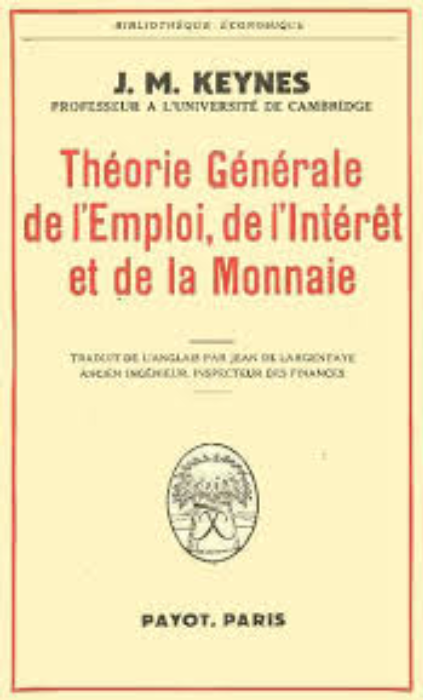 BIBLIOTHÈQUE ÉCONOMIQUE
J. M. KEYNES
PROFESSEUR A L'UNIVERSITÉ DE CAMBRIDGE
Théorie Générale
de l'Emploi, de l'Intérêt
et de la Monnaie
TRADUIT DE L'ANGLAIS PAR JEAN DE LARGENTAYE
ANCIEN INGÉNIEUR, INSPECTEUR DES FINANCES
PAYOT, PARIS